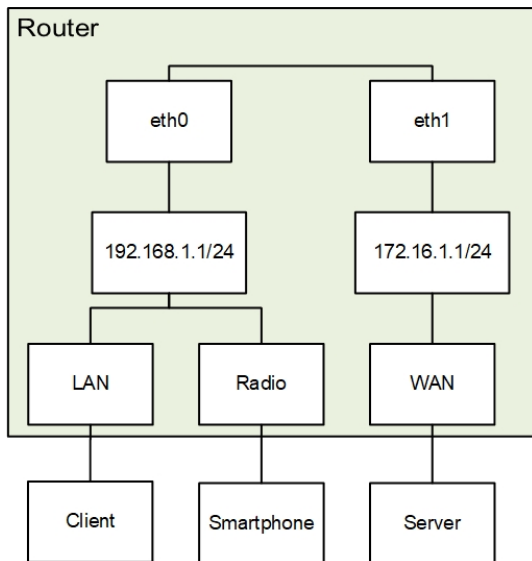 Router
eth0
eth1
192.168.1.1/24
172.16.1.1/24
LAN
Radio
WAN
Client
Smartphone
Server